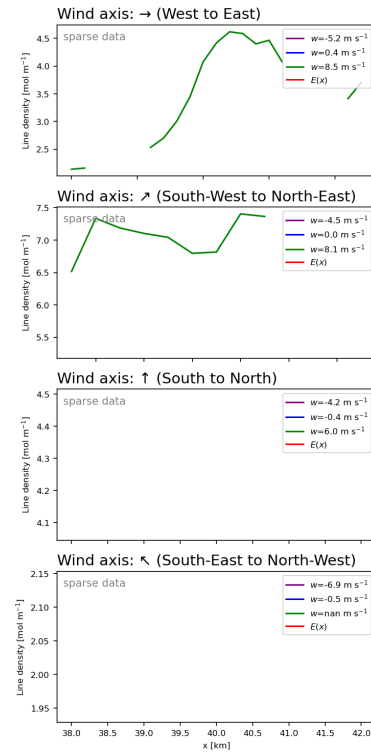 Wind axis: → (West to East)
sparse data
Line density [mol m⁻¹]
4.5
4.0
3.5
3.0
2.5
w=-5.2 m s⁻¹
w=0.4 m s⁻¹
w=8.5 m s⁻¹
E(x)
Wind axis: ↗ (South-West to North-East)
sparse data
Line density [mol m⁻¹]
7.5
7.0
6.5
6.0
5.5
w=-4.5 m s⁻¹
w=0.0 m s⁻¹
w=8.1 m s⁻¹
E(x)
Wind axis: ↑ (South to North)
sparse data
Line density [mol m⁻¹]
4.5
4.4
4.3
4.2
4.1
w=-4.2 m s⁻¹
w=-0.4 m s⁻¹
w=6.0 m s⁻¹
E(x)
Wind axis: ↖ (South-East to North-West)
sparse data
Line density [mol m⁻¹]
2.15
2.10
2.05
2.00
1.95
w=-6.9 m s⁻¹
w=-0.5 m s⁻¹
w=nan m s⁻¹
E(x)
38.0 38.5 39.0 39.5 40.0 40.5 41.0 41.5 42.0
x [km]